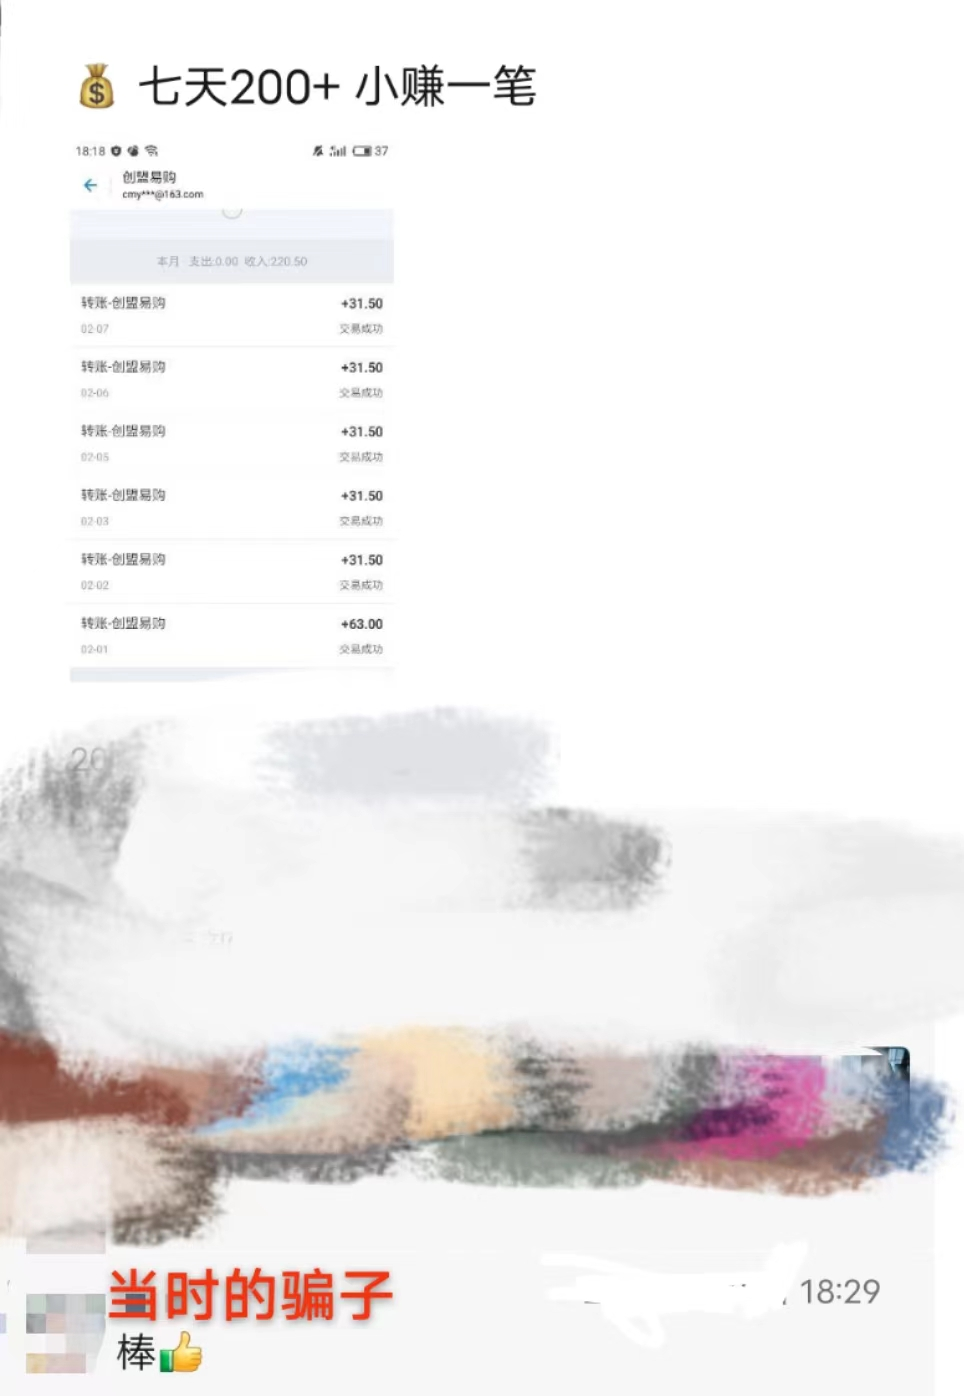 💰 七天200+ 小赚一笔
18:18 37
创盟易购
cmy***@163.com
本月 支出:0.00 收入:220.50
转账-创盟易购 +31.50
02-07 交易成功
转账-创盟易购 +31.50
02-06 交易成功
转账-创盟易购 +31.50
02-05 交易成功
转账-创盟易购 +31.50
02-03 交易成功
转账-创盟易购 +31.50
02-02 交易成功
转账-创盟易购 +63.00
02-01 交易成功
20
当时的骗子 18:29
棒👍